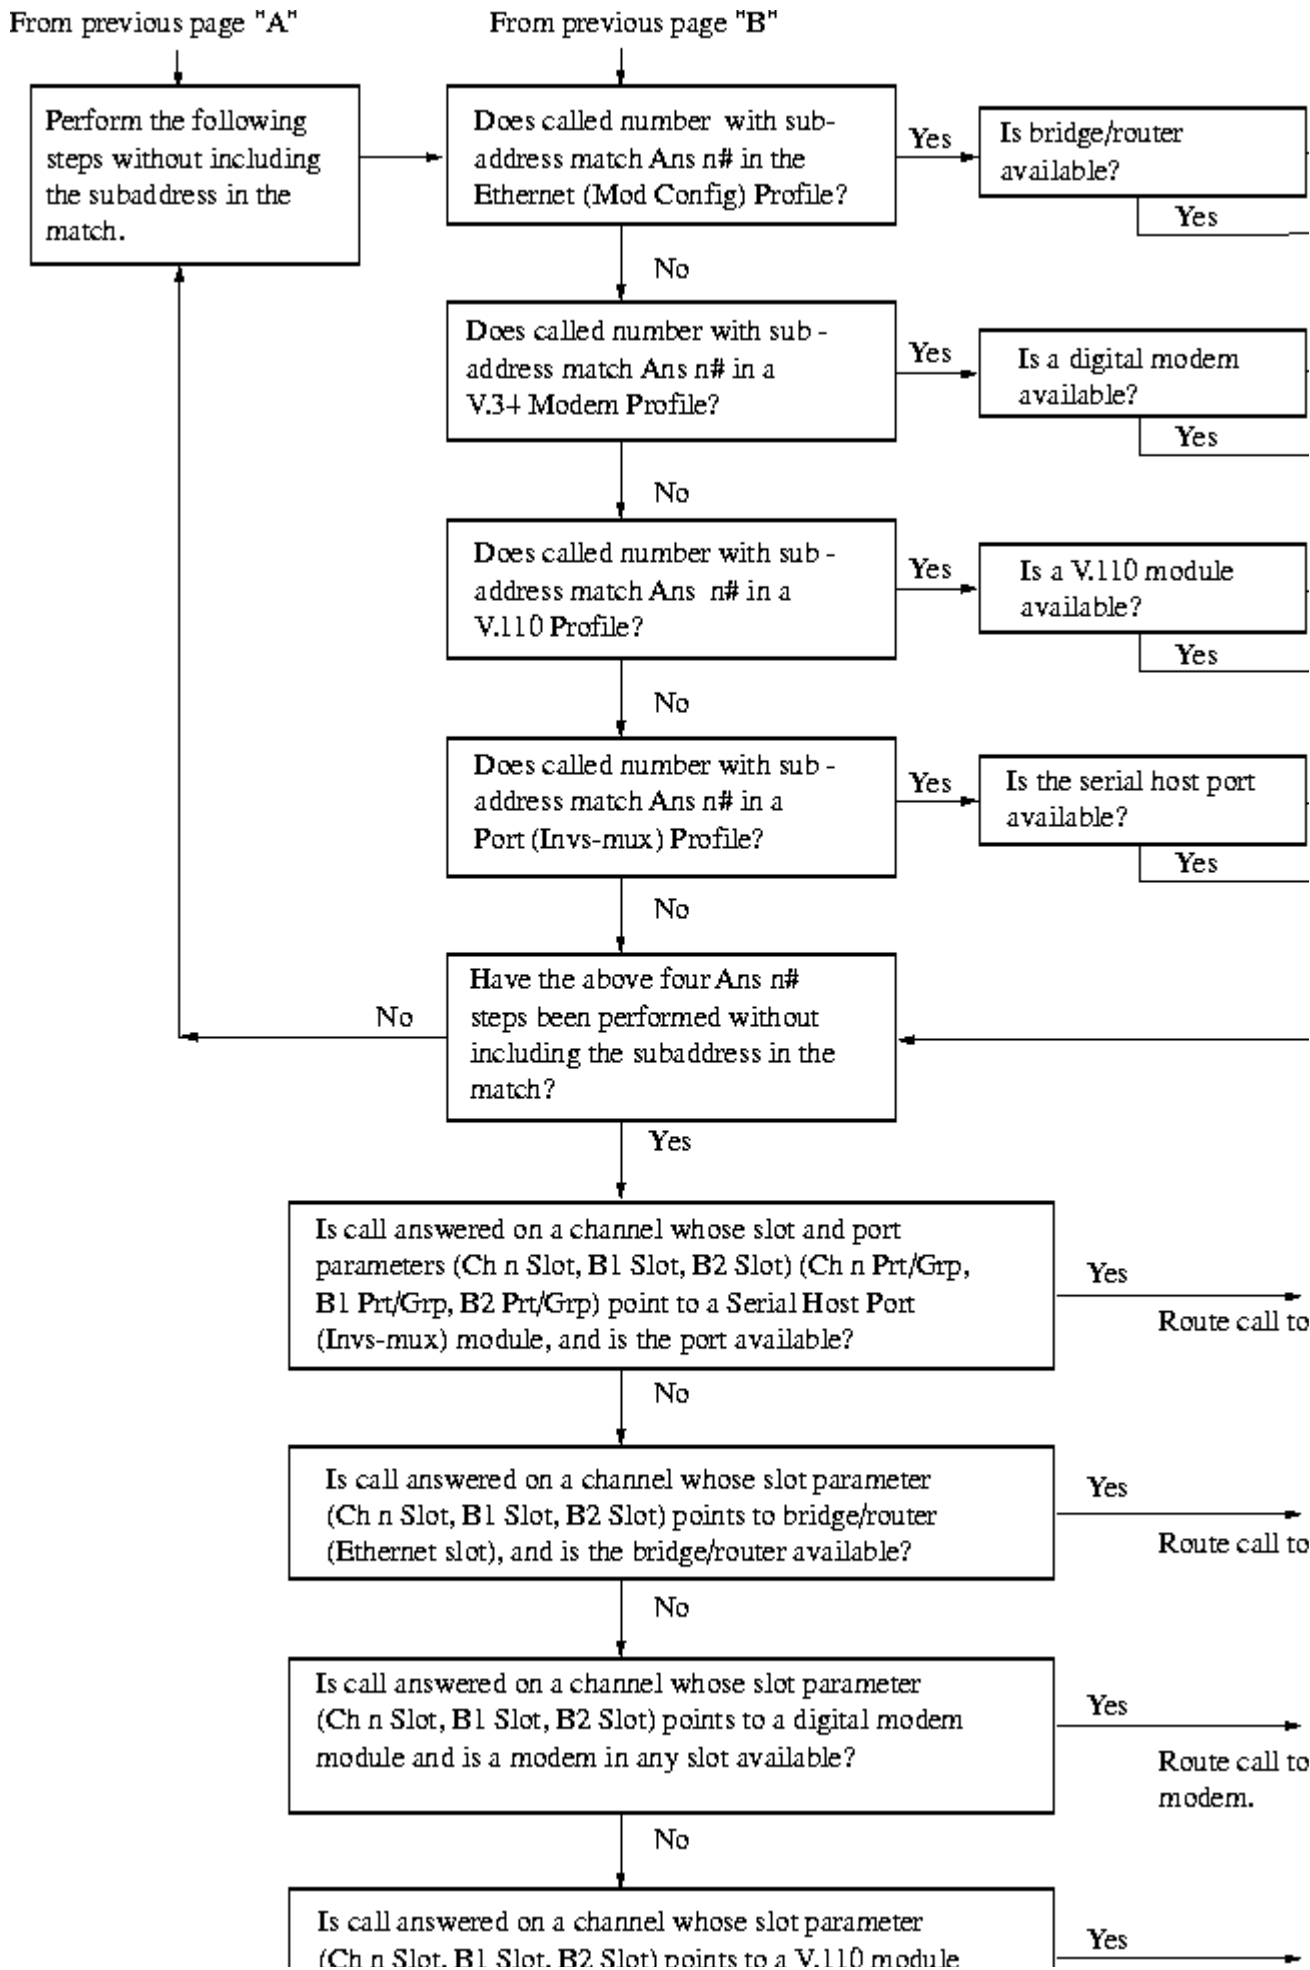 From previous page "A"
From previous page "B"
Perform the following
steps without including
the subaddress in the
match.
Does called number with sub-
address match Ans n# in the
Ethernet (Mod Config) Profile?
Yes
Is bridge/router
available?
Yes
No
Does called number with sub -
address match Ans n# in a
V.34 Modem Profile?
Yes
Is a digital modem
available?
Yes
No
Does called number with sub -
address match Ans n# in a
V.110 Profile?
Yes
Is a V.110 module
available?
Yes
No
Does called number with sub -
address match Ans n# in a
Port (Invs-mux) Profile?
Yes
Is the serial host port
available?
Yes
No
Have the above four Ans n#
steps been performed without
including the subaddress in the
match?
No
Yes
Is call answered on a channel whose slot and port
parameters (Ch n Slot, B1 Slot, B2 Slot) (Ch n Prt/Grp,
B1 Prt/Grp, B2 Prt/Grp) point to a Serial Host Port
(Invs-mux) module, and is the port available?
Yes
Route call to
No
Is call answered on a channel whose slot parameter
(Ch n Slot, B1 Slot, B2 Slot) points to bridge/router
(Ethernet slot), and is the bridge/router available?
Yes
Route call to
No
Is call answered on a channel whose slot parameter
(Ch n Slot, B1 Slot, B2 Slot) points to a digital modem
module and is a modem in any slot available?
Yes
Route call to
modem.
No
Is call answered on a channel whose slot parameter
(Ch n Slot, B1 Slot, B2 Slot) points to a V.110 module
Yes